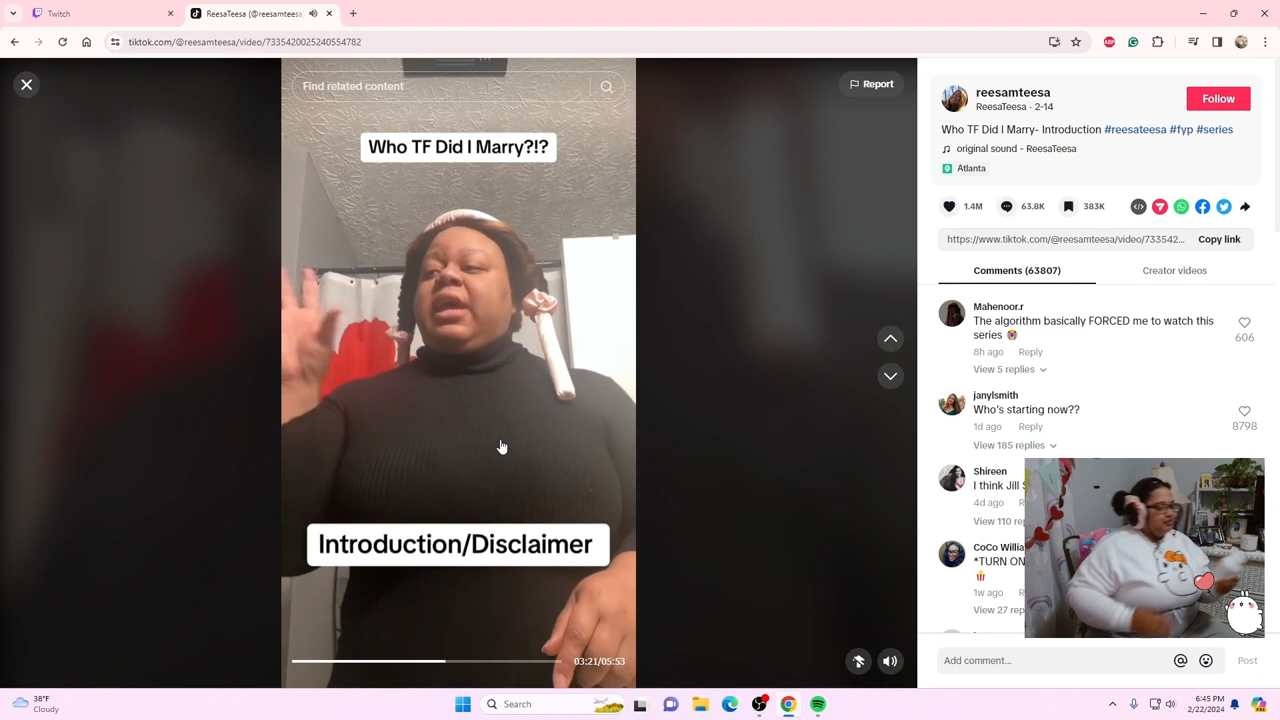 Twitch
ReesaTeesa (@reesamteesa
tiktok.com/@reesamteesa/video/7335420025240554782
Find related content
Report
Who TF Did I Marry?!?
Introduction/Disclaimer
03:21/05:53
reesamteesa
ReesaTeesa · 2-14
Follow
Who TF Did I Marry- Introduction #reesateesa #fyp #series
original sound - ReesaTeesa
Atlanta
1.4M
63.8K
383K
https://www.tiktok.com/@reesamteesa/video/733542...
Copy link
Comments (63807)
Creator videos
Mahenoor.r
The algorithm basically FORCED me to watch this
series
606
8h ago Reply
View 5 replies
janylsmith
Who's starting now??
8798
1d ago Reply
View 185 replies
Shireen
I think Jill
4d ago
View 110
CoCo
*TURN ON
1w ago
View 27
Add comment...
Post
38°F
Cloudy
Search
6:45 PM
2/22/2024